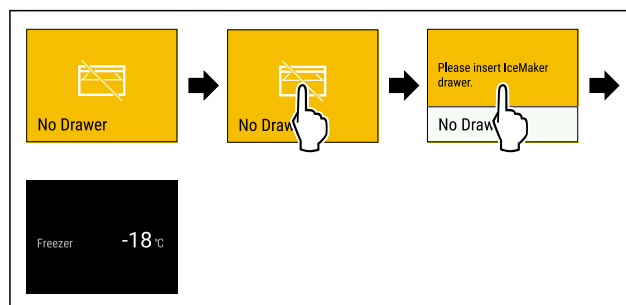 No Drawer
No Draw
Please insert IceMaker
drawer.
No Draw
Freezer -18 °C